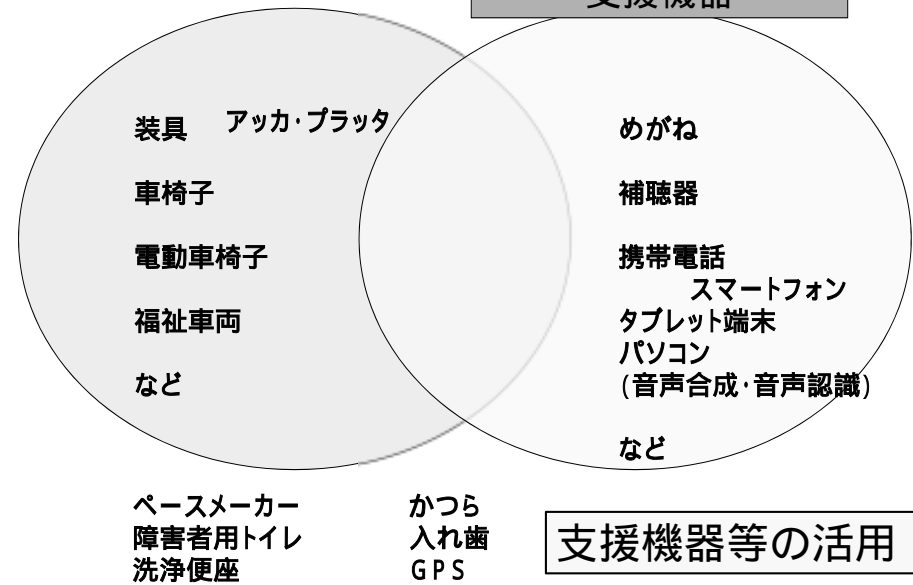 支援機器
装具 アッカ・プラッタ
車椅子
電動車椅子
福祉車両
など
めがね
補聴器
携帯電話
スマートフォン
タブレット端末
パソコン
(音声合成・音声認識)
など
ペースメーカー
障害者用トイレ
洗浄便座
かつら
入れ歯
GPS
支援機器等の活用